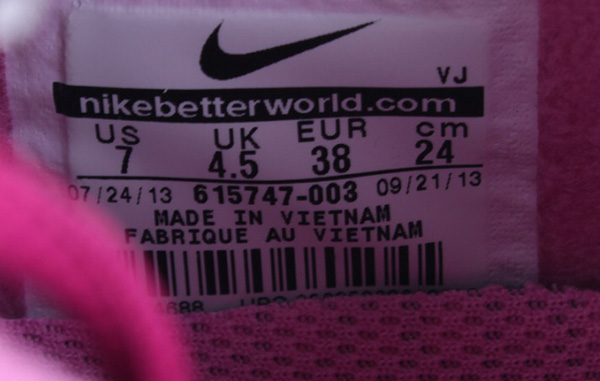 VJ
nikebetterworld.com
US UK EUR cm
7 4.5 38 24
07/24/13 615747-003 09/21/13
MADE IN VIETNAM
FABRIQUE AU VIETNAM